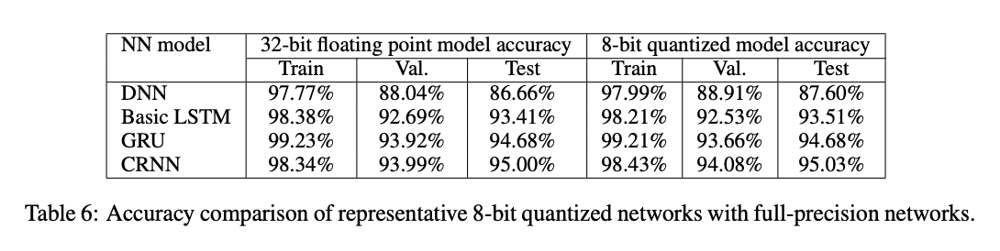 NN model 32-bit floating point model accuracy 8-bit quantized model accuracy
Train Val. Test Train Val. Test
DNN 97.77% 88.04% 86.66% 97.99% 88.91% 87.60%
Basic LSTM 98.38% 92.69% 93.41% 98.21% 92.53% 93.51%
GRU 99.23% 93.92% 94.68% 99.21% 93.66% 94.68%
CRNN 98.34% 93.99% 95.00% 98.43% 94.08% 95.03%
Table 6: Accuracy comparison of representative 8-bit quantized networks with full-precision networks.